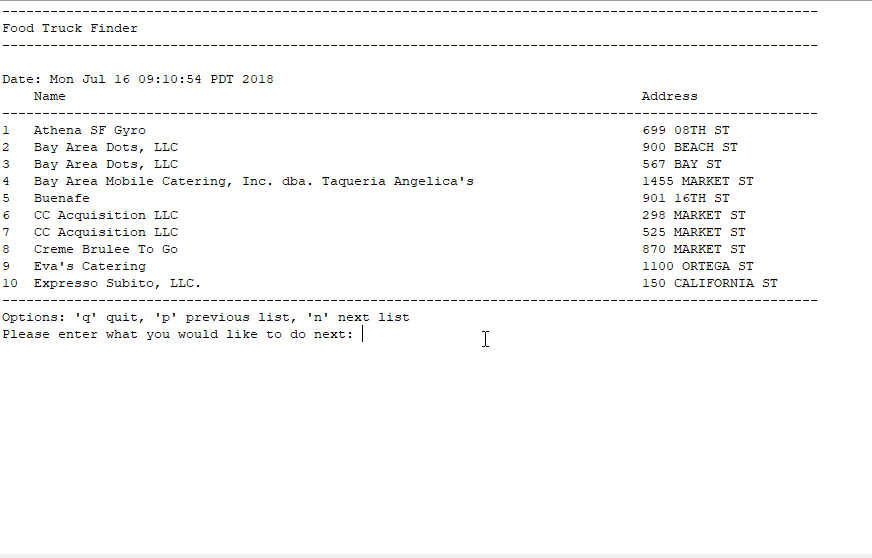 --------------------------------------------------------------------------------------------------------
Food Truck Finder
--------------------------------------------------------------------------------------------------------
Date: Mon Jul 16 09:10:54 PDT 2018
    Name                                                                        Address
--------------------------------------------------------------------------------------------------------
1   Athena SF Gyro                                                              699 08TH ST
2   Bay Area Dots, LLC                                                          900 BEACH ST
3   Bay Area Dots, LLC                                                          567 BAY ST
4   Bay Area Mobile Catering, Inc. dba. Taqueria Angelica's                     1455 MARKET ST
5   Buenafe                                                                     901 16TH ST
6   CC Acquisition LLC                                                          298 MARKET ST
7   CC Acquisition LLC                                                          525 MARKET ST
8   Creme Brulee To Go                                                          870 MARKET ST
9   Eva's Catering                                                              1100 ORTEGA ST
10  Expresso Subito, LLC.                                                       150 CALIFORNIA ST
--------------------------------------------------------------------------------------------------------
Options: 'q' quit, 'p' previous list, 'n' next list
Please enter what you would like to do next: